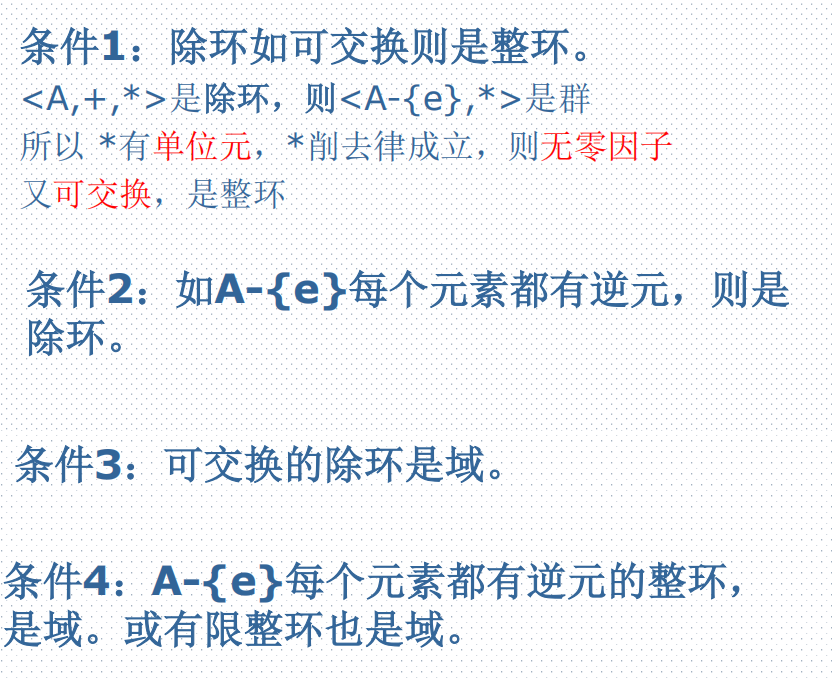 条件1：除环如可交换则是整环。
<A,+,*>是除环，则<A-{e},*>是群
所以 *有单位元，*削去律成立，则无零因子
又可交换，是整环
条件2：如A-{e}每个元素都有逆元，则是
除环。
条件3：可交换的除环是域。
条件4：A-{e}每个元素都有逆元的整环，
是域。或有限整环也是域。